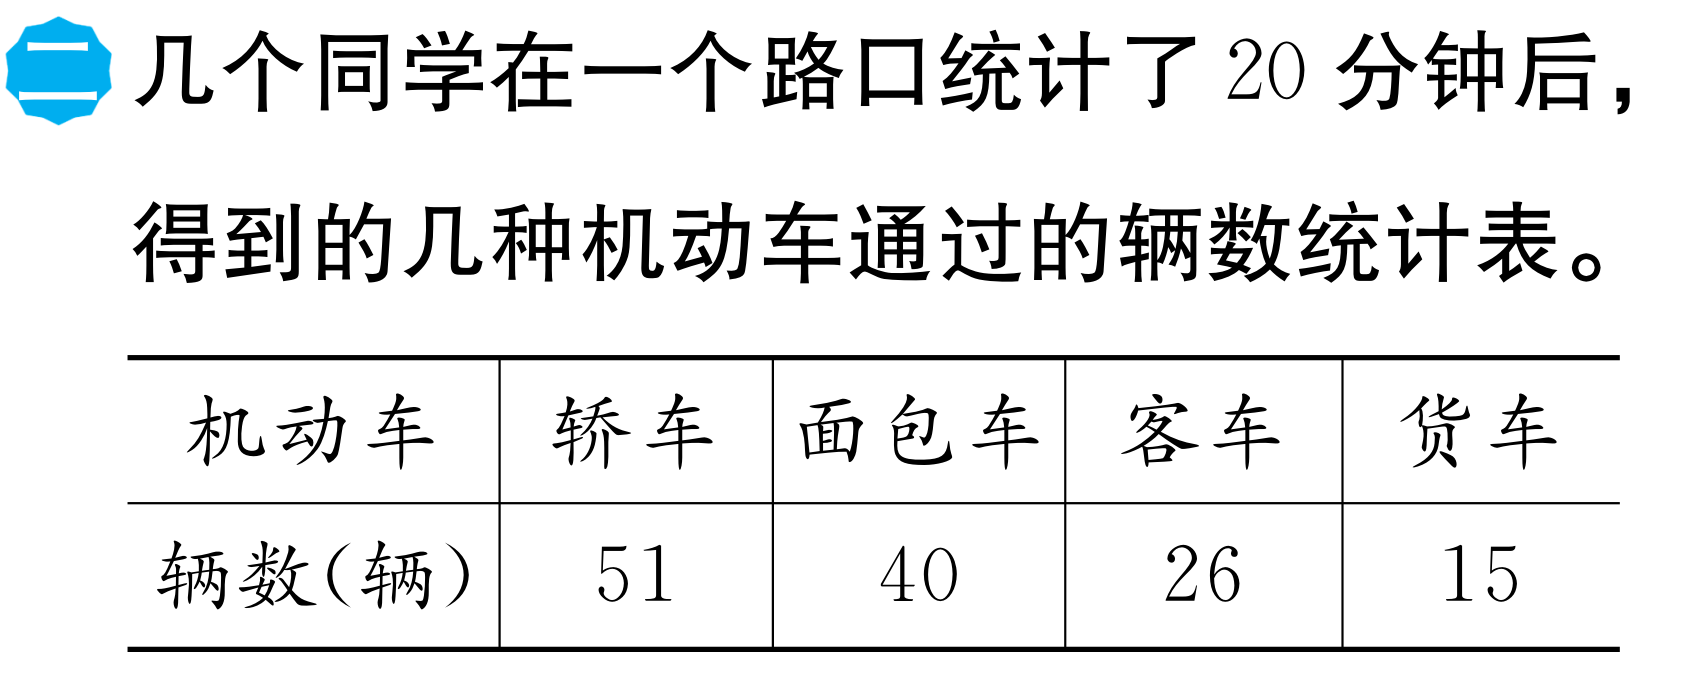 二 几个同学在一个路口统计了 20 分钟后，
得到的几种机动车通过的辆数统计表。
机动车 轿车 面包车 客车 货车
辆数(辆) 51 40 26 15